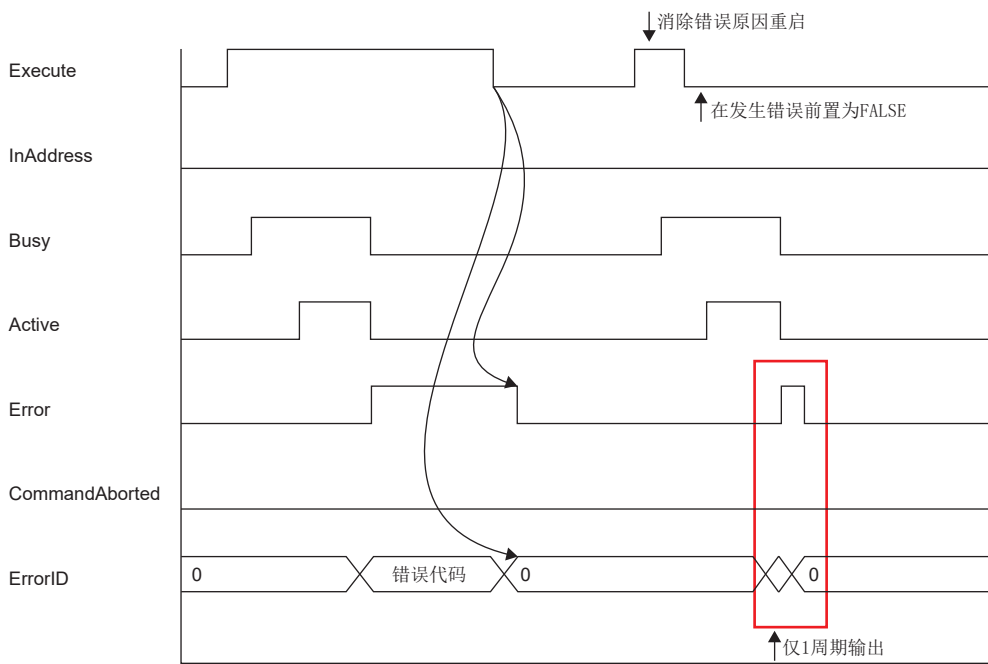 消除错误原因重启
Execute
在发生错误前置为FALSE
InAddress
Busy
Active
Error
CommandAborted
ErrorID
0
错误代码
0
0
仅1周期输出